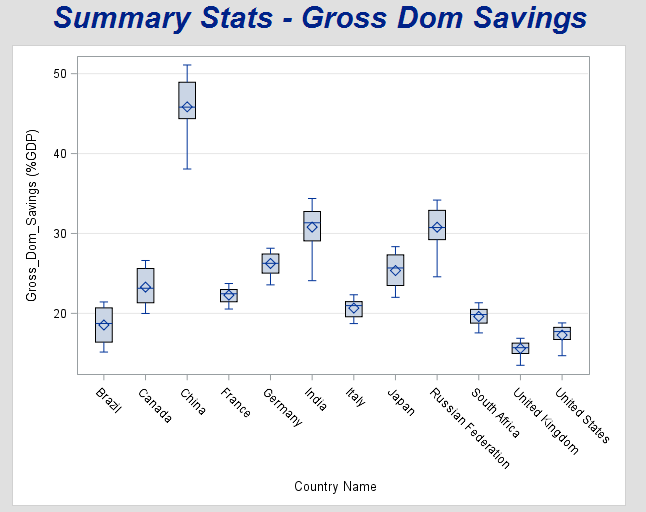 Summary Stats - Gross Dom Savings
50
40
30
20
Gross_Dom_Savings (%GDP)
Brazil
Canada
China
France
Germany
India
Italy
Japan
Russian Federation
South Africa
United Kingdom
United States
Country Name